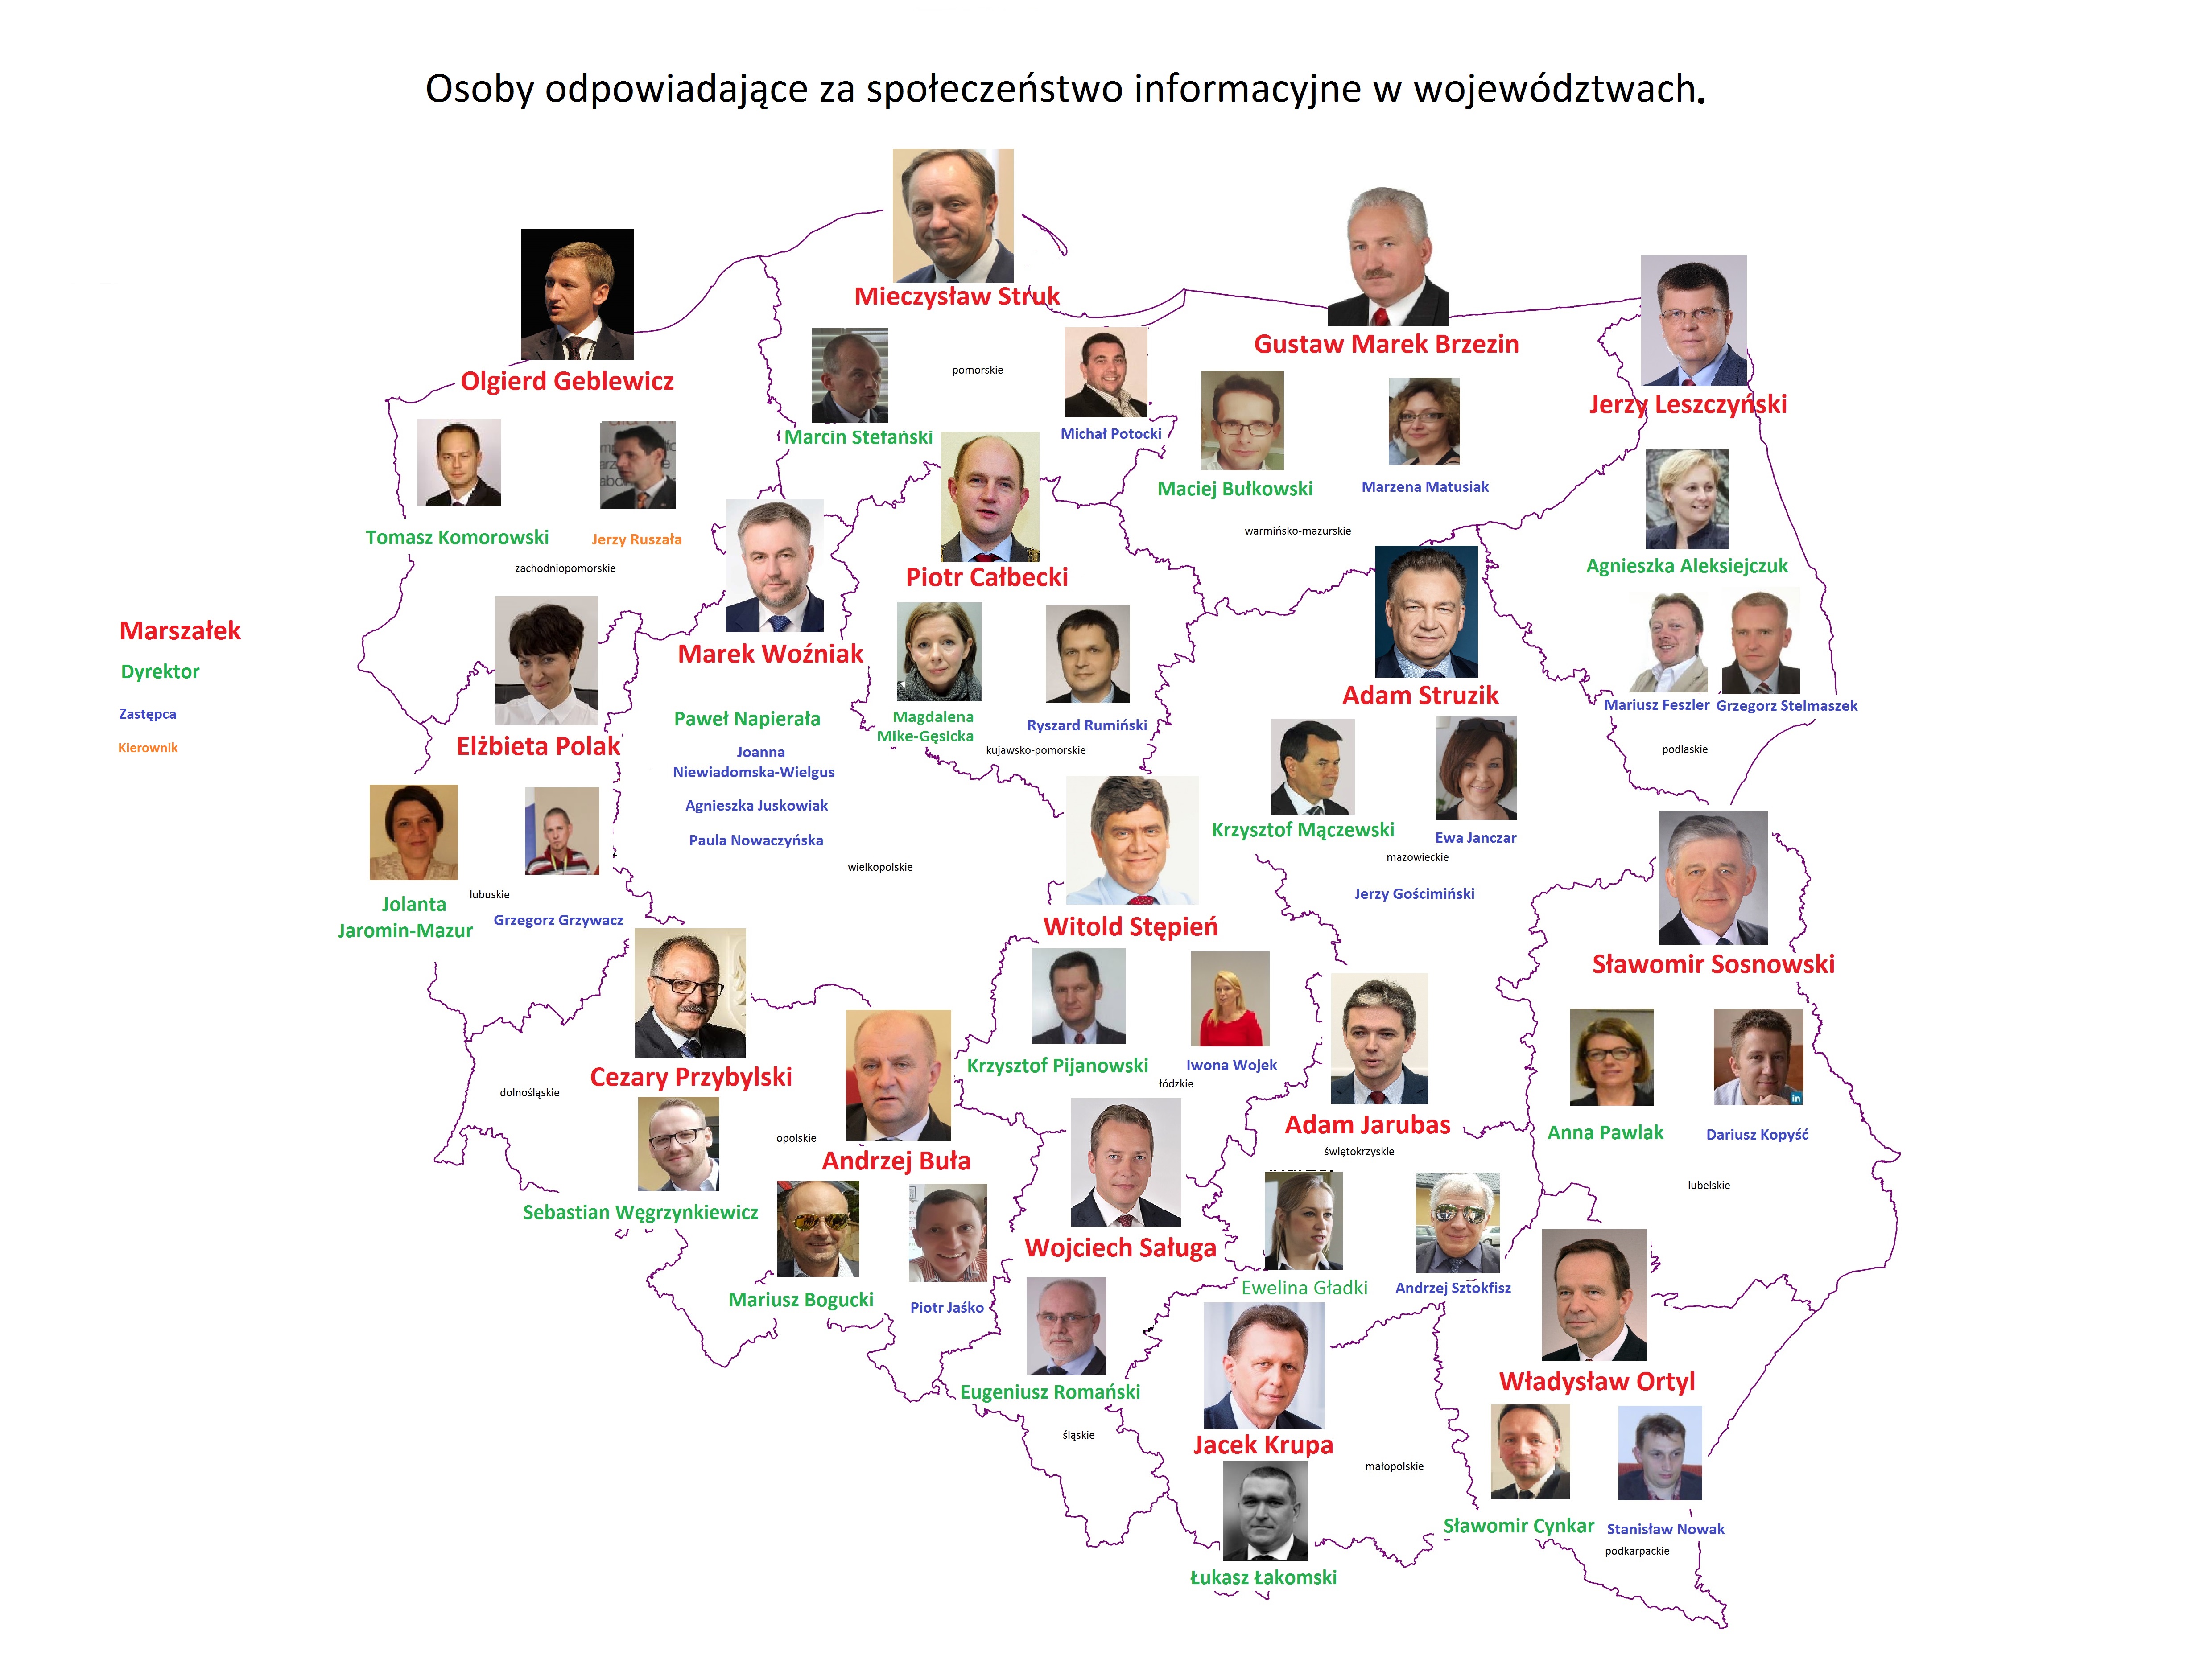 Osoby odpowiadające za społeczeństwo informacyjne w województwach.
Mieczysław Struk
Gustaw Marek Brzezin
Olgierd Geblewicz
Jerzy Leszczyński
pomorskie
Marcin Stefański
Michał Potocki
Maciej Bułkowski
Marzena Matusiak
warmińsko-mazurskie
Tomasz Komorowski
Jerzy Ruszała
zachodniopomorskie
Agnieszka Aleksiejczuk
Piotr Całbecki
Marszałek
Dyrektor
Zastępca
Kierownik
Marek Woźniak
Adam Struzik
Mariusz Feszler
Grzegorz Stelmaszek
podlaskie
Elżbieta Polak
Paweł Napierała
Joanna
Niewiadomska-Wielgus
Agnieszka Juskowiak
Paula Nowaczyńska
wielkopolskie
Magdalena
Mike-Gęsicka
Ryszard Rumiński
kujawsko-pomorskie
Krzysztof Mączewski
Ewa Janczar
mazowieckie
Jerzy Gościmiński
lubuskie
Jolanta
Jaromin-Mazur
Grzegorz Grzywacz
Witold Stępień
Sławomir Sosnowski
Cezary Przybylski
dolnośląskie
Krzysztof Pijanowski
Iwona Wojek
łódzkie
Adam Jarubas
świętokrzyskie
Anna Pawlak
Dariusz Kopyść
in
lubelskie
opolskie
Andrzej Buła
Sebastian Węgrzynkiewicz
Wojciech Saługa
Mariusz Bogucki
Piotr Jaśko
Ewelina Gładki
Andrzej Sztokfisz
Eugeniusz Romański
śląskie
Władysław Ortyl
Jacek Krupa
małopolskie
Sławomir Cynkar
Stanisław Nowak
podkarpackie
Łukasz Łakomski